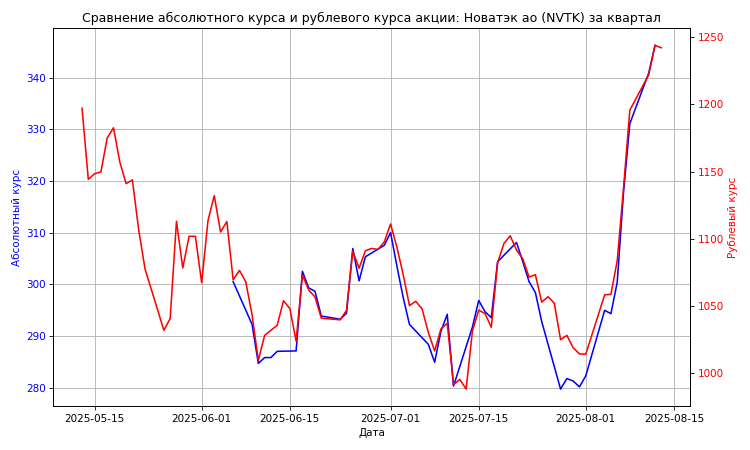 Сравнение абсолютного курса и рублевого курса акции: Новатэк ао (NVTK) за квартал
Абсолютный курс
340
330
320
310
300
290
280
1250
1200
1150
1100
1050
1000
Рублевый курс
2025-05-15 2025-06-01 2025-06-15 2025-07-01 2025-07-15 2025-08-01 2025-08-15
Дата